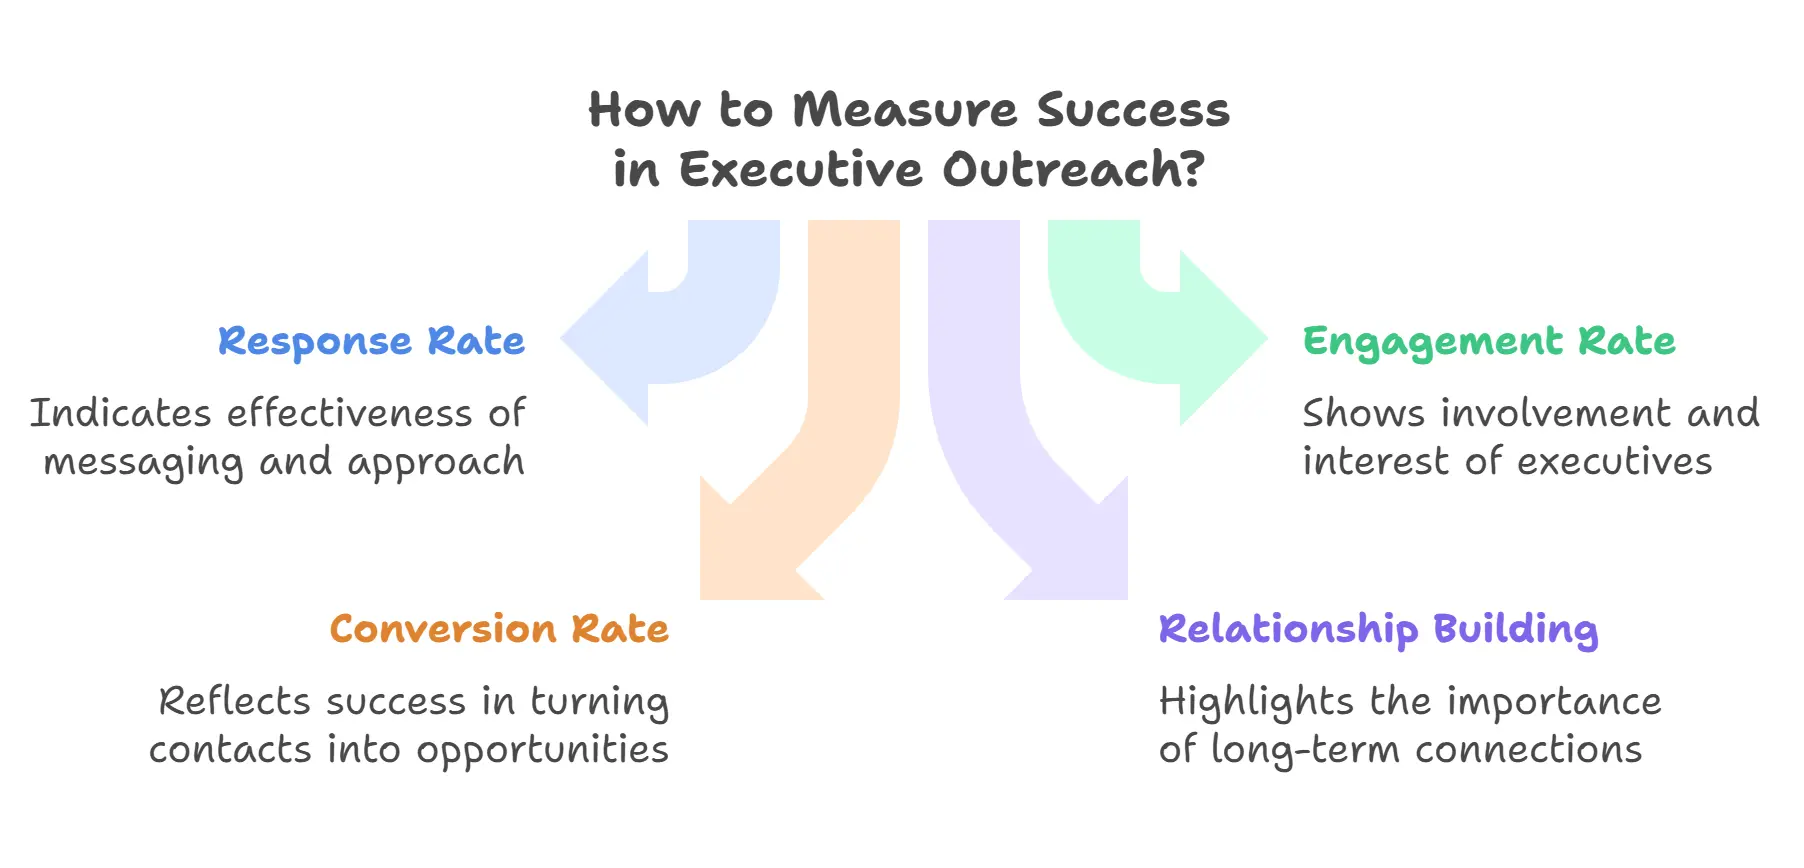 How to Measure Success
in Executive Outreach?
Response Rate
Indicates effectiveness of
messaging and approach
Engagement Rate
Shows involvement and
interest of executives
Conversion Rate
Reflects success in turning
contacts into opportunities
Relationship Building
Highlights the importance
of long-term connections